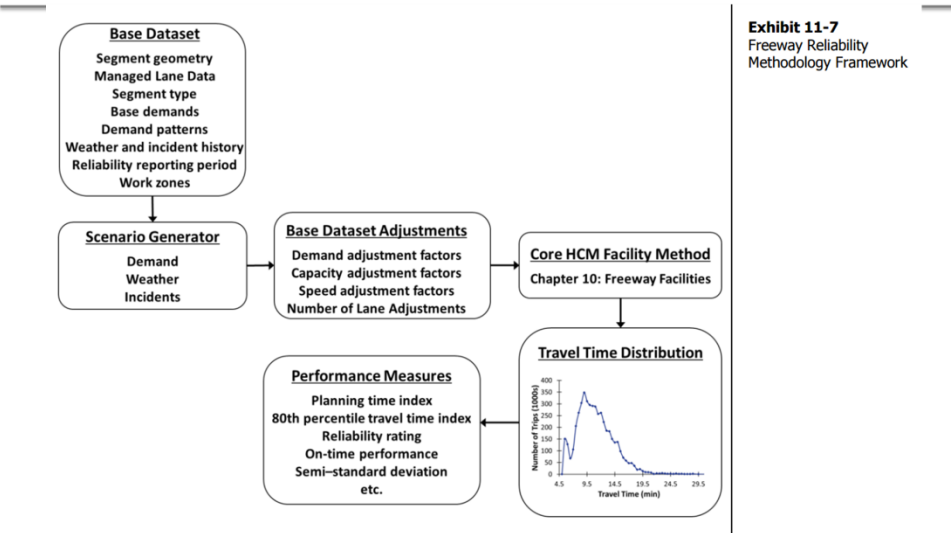 Exhibit 11-7
Freeway Reliability
Methodology Framework
Base Dataset
Segment geometry
Managed Lane Data
Segment type
Base demands
Demand patterns
Weather and incident history
Reliability reporting period
Work zones
Scenario Generator
Demand
Weather
Incidents
Base Dataset Adjustments
Demand adjustment factors
Capacity adjustment factors
Speed adjustment factors
Number of Lane Adjustments
Core HCM Facility Method
Chapter 10: Freeway Facilities
Travel Time Distribution
Number of Trips (1000s)
400
350
300
250
200
150
100
50
0
4.5 9.5 14.5 19.5 24.5 29.5
Travel Time (min)
Performance Measures
Planning time index
80th percentile travel time index
Reliability rating
On-time performance
Semi–standard deviation
etc.